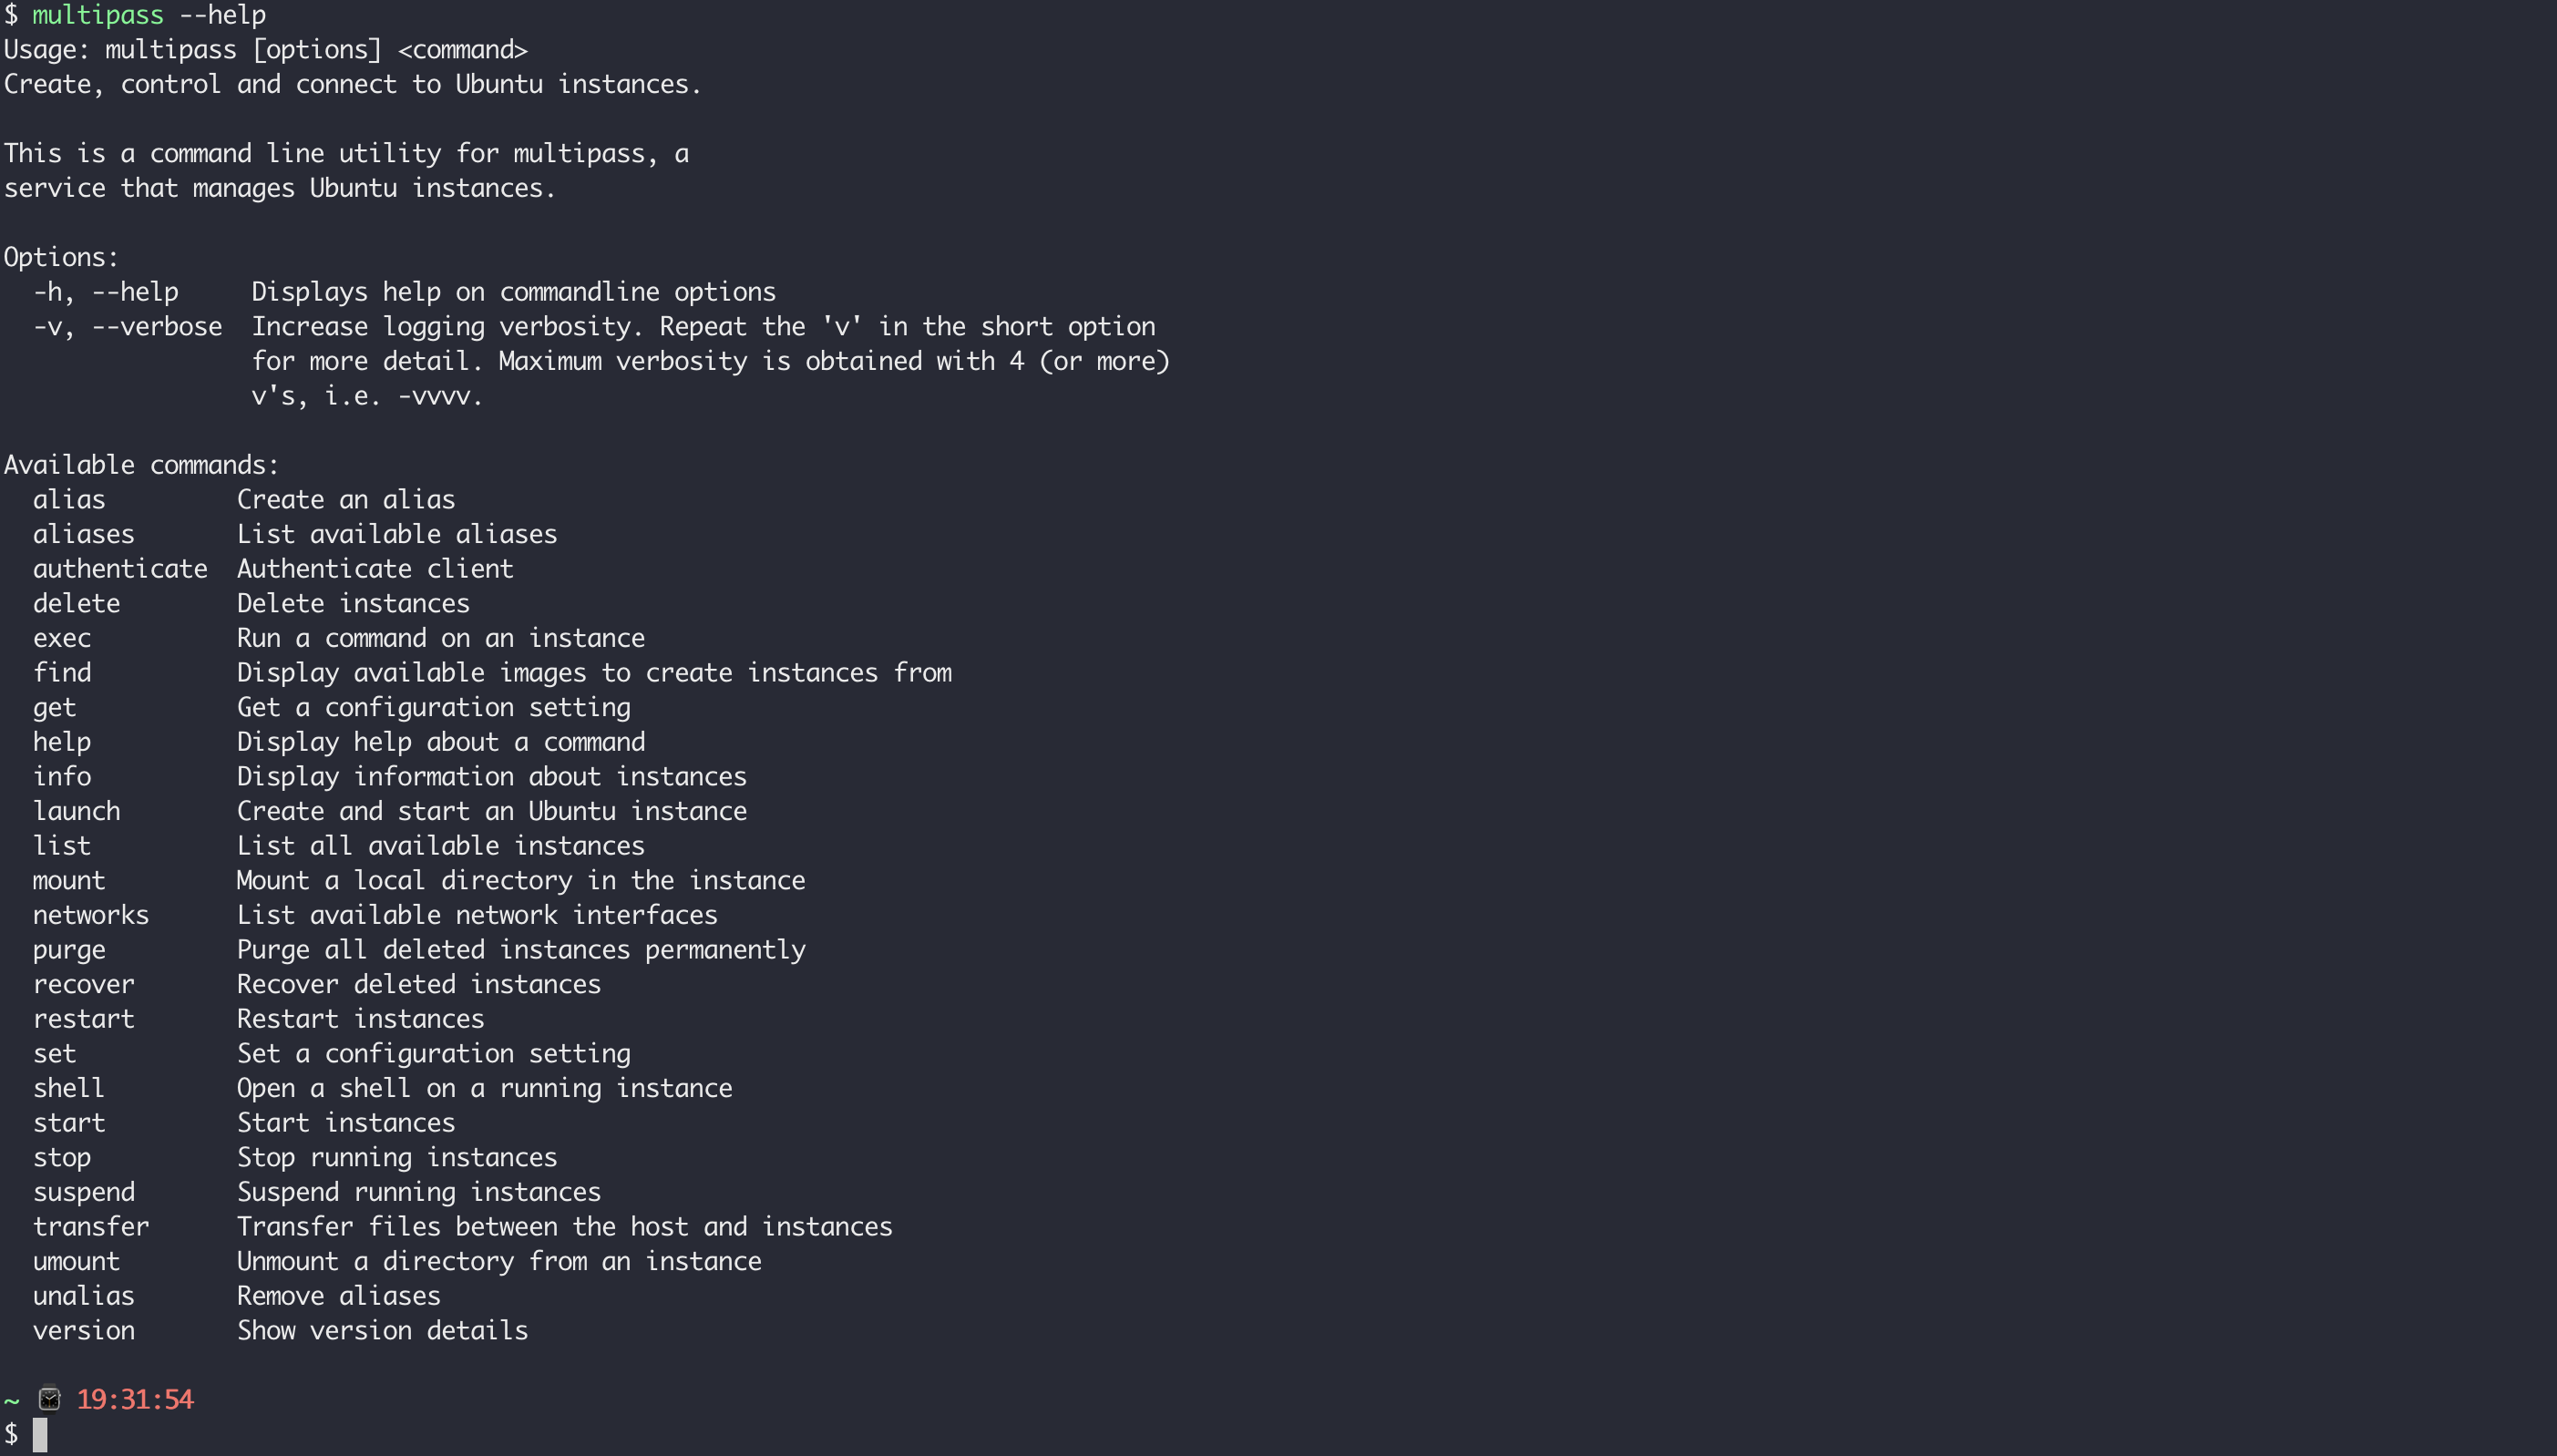 $ multipass --help
Usage: multipass [options] <command>
Create, control and connect to Ubuntu instances.

This is a command line utility for multipass, a
service that manages Ubuntu instances.

Options:
  -h, --help     Displays help on commandline options
  -v, --verbose  Increase logging verbosity. Repeat the 'v' in the short option
                 for more detail. Maximum verbosity is obtained with 4 (or more)
                 v's, i.e. -vvvv.

Available commands:
  alias         Create an alias
  aliases       List available aliases
  authenticate  Authenticate client
  delete        Delete instances
  exec          Run a command on an instance
  find          Display available images to create instances from
  get           Get a configuration setting
  help          Display help about a command
  info          Display information about instances
  launch        Create and start an Ubuntu instance
  list          List all available instances
  mount         Mount a local directory in the instance
  networks      List available network interfaces
  purge         Purge all deleted instances permanently
  recover       Recover deleted instances
  restart       Restart instances
  set           Set a configuration setting
  shell         Open a shell on a running instance
  start         Start instances
  stop          Stop running instances
  suspend       Suspend running instances
  transfer      Transfer files between the host and instances
  umount        Unmount a directory from an instance
  unalias       Remove aliases
  version       Show version details

~ ⌚ 19:31:54
$